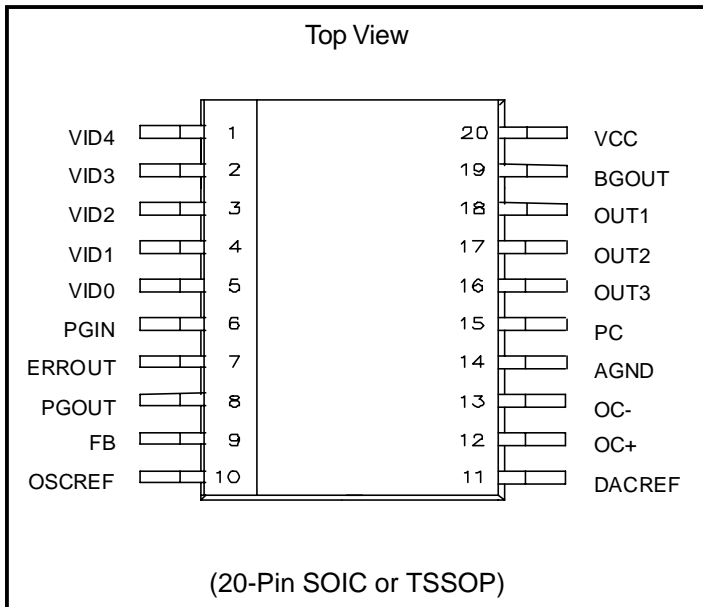 Top View
VID4 1 20 VCC
VID3 2 19 BGOUT
VID2 3 18 OUT1
VID1 4 17 OUT2
VID0 5 16 OUT3
PGIN 6 15 PC
ERROUT 7 14 AGND
PGOUT 8 13 OC-
FB 9 12 OC+
OSCREF 10 11 DACREF
(20-Pin SOIC or TSSOP)